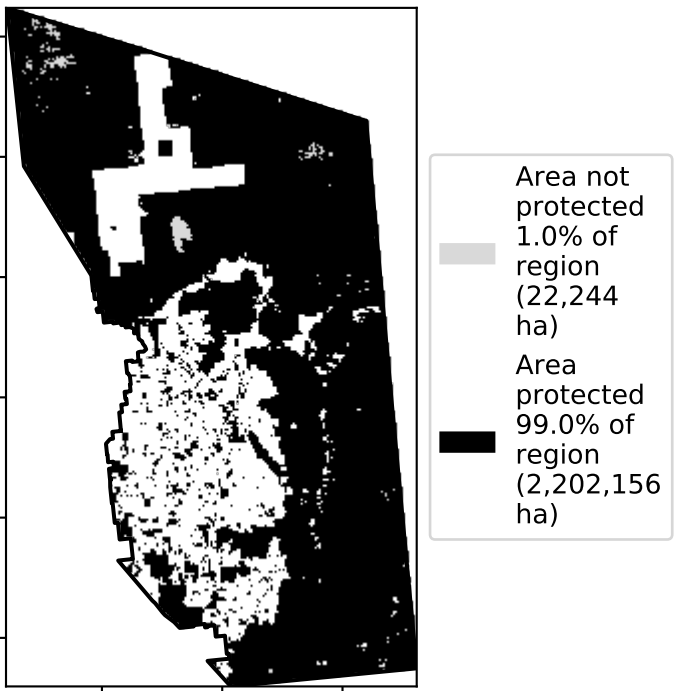 Area not
protected
1.0% of
region
(22,244
ha)
Area
protected
99.0% of
region
(2,202,156
ha)